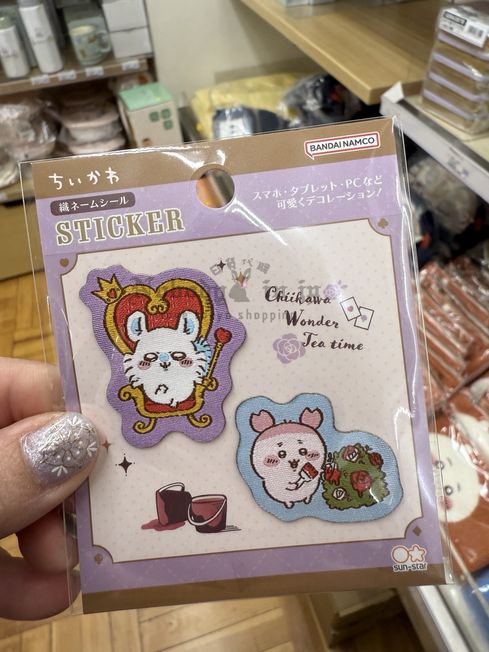 BANDAI NAMCO
ちいかわ
織ネームシール
STICKER
スマホ・タブレット・PCなど
可愛くデコレーション!
Chiikawa
Wonder
Tea time
shopping
sun-star